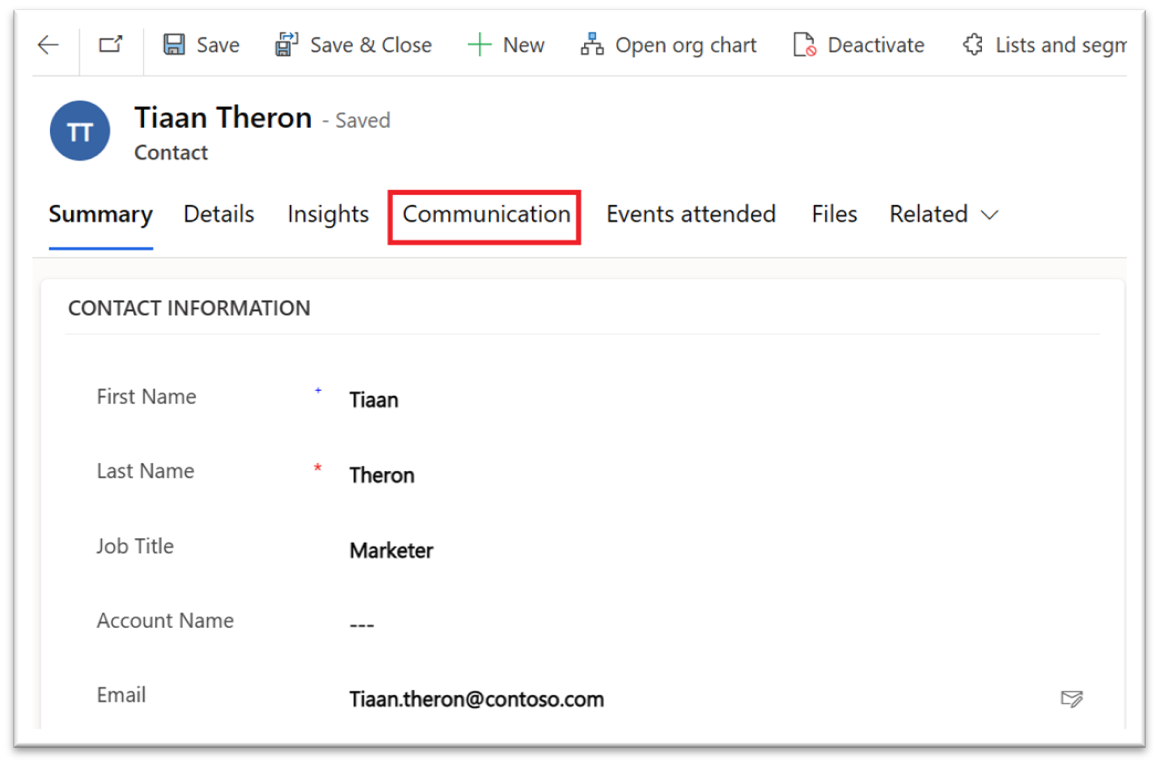 Save Save & Close New Open org chart Deactivate Lists and segm
TT
Tiaan Theron - Saved
Contact
Summary Details Insights Communication Events attended Files Related
CONTACT INFORMATION
First Name + Tiaan
Last Name * Theron
Job Title Marketer
Account Name ---
Email Tiaan.theron@contoso.com